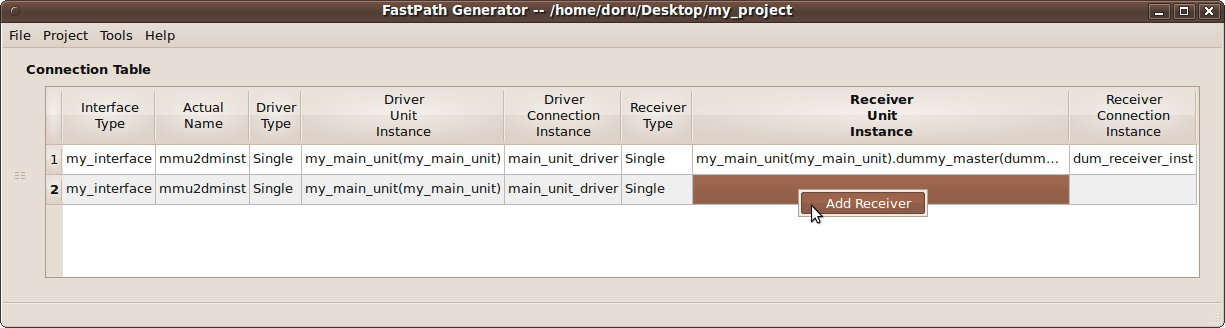 FastPath Generator -- /home/doru/Desktop/my_project
File Project Tools Help
Connection Table
Interface Type Actual Name Driver Type Driver Unit Instance Driver Connection Instance Receiver Type Receiver Unit Instance Receiver Connection Instance
1 my_interface mmu2dminst Single my_main_unit(my_main_unit) main_unit_driver Single my_main_unit(my_main_unit).dummy_master(dumm... dum_receiver_inst
2 my_interface mmu2dminst Single my_main_unit(my_main_unit) main_unit_driver Single
Add Receiver